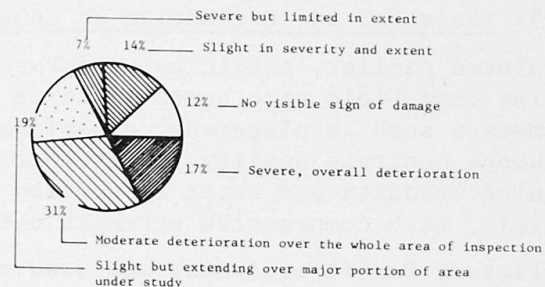 Severe but limited in extent
7%
14% Slight in severity and extent
12% No visible sign of damage
19%
17% Severe, overall deterioration
31%
Moderate deterioration over the whole area of inspection
Slight but extending over major portion of area
under study